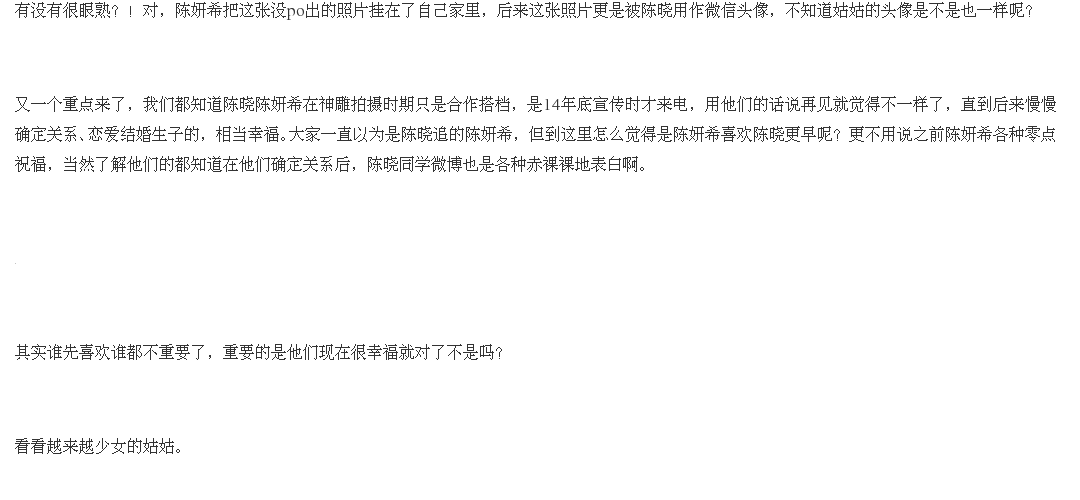 有没有很眼熟？！对，陈妍希把这张没po出的照片挂在了自己家里，后来这张照片更是被陈晓用作微信头像，不知道姑姑的头像是不是也一样呢？
又一个重点来了，我们都知道陈晓陈妍希在神雕拍摄时期只是合作搭档，是14年底宣传时才来电，用他们的话说再见就觉得不一样了，直到后来慢慢
确定关系、恋爱结婚生子的，相当幸福。大家一直以为是陈晓追的陈妍希，但到这里怎么觉得是陈妍希喜欢陈晓更早呢？更不用说之前陈妍希各种零点
祝福，当然了解他们的都知道在他们确定关系后，陈晓同学微博也是各种赤裸裸地表白啊。
其实谁先喜欢谁都不重要了，重要的是他们现在很幸福就对了不是吗？
看看越来越少女的姑姑。